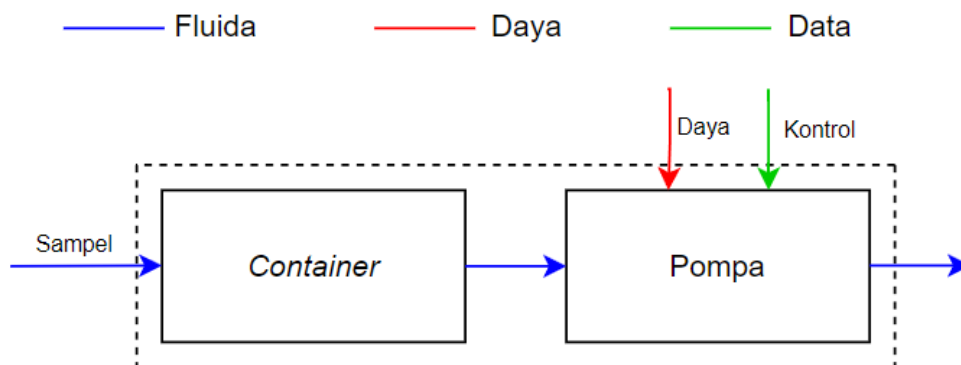 Fluida Daya Data
Daya Kontrol
Sampel
Container Pompa